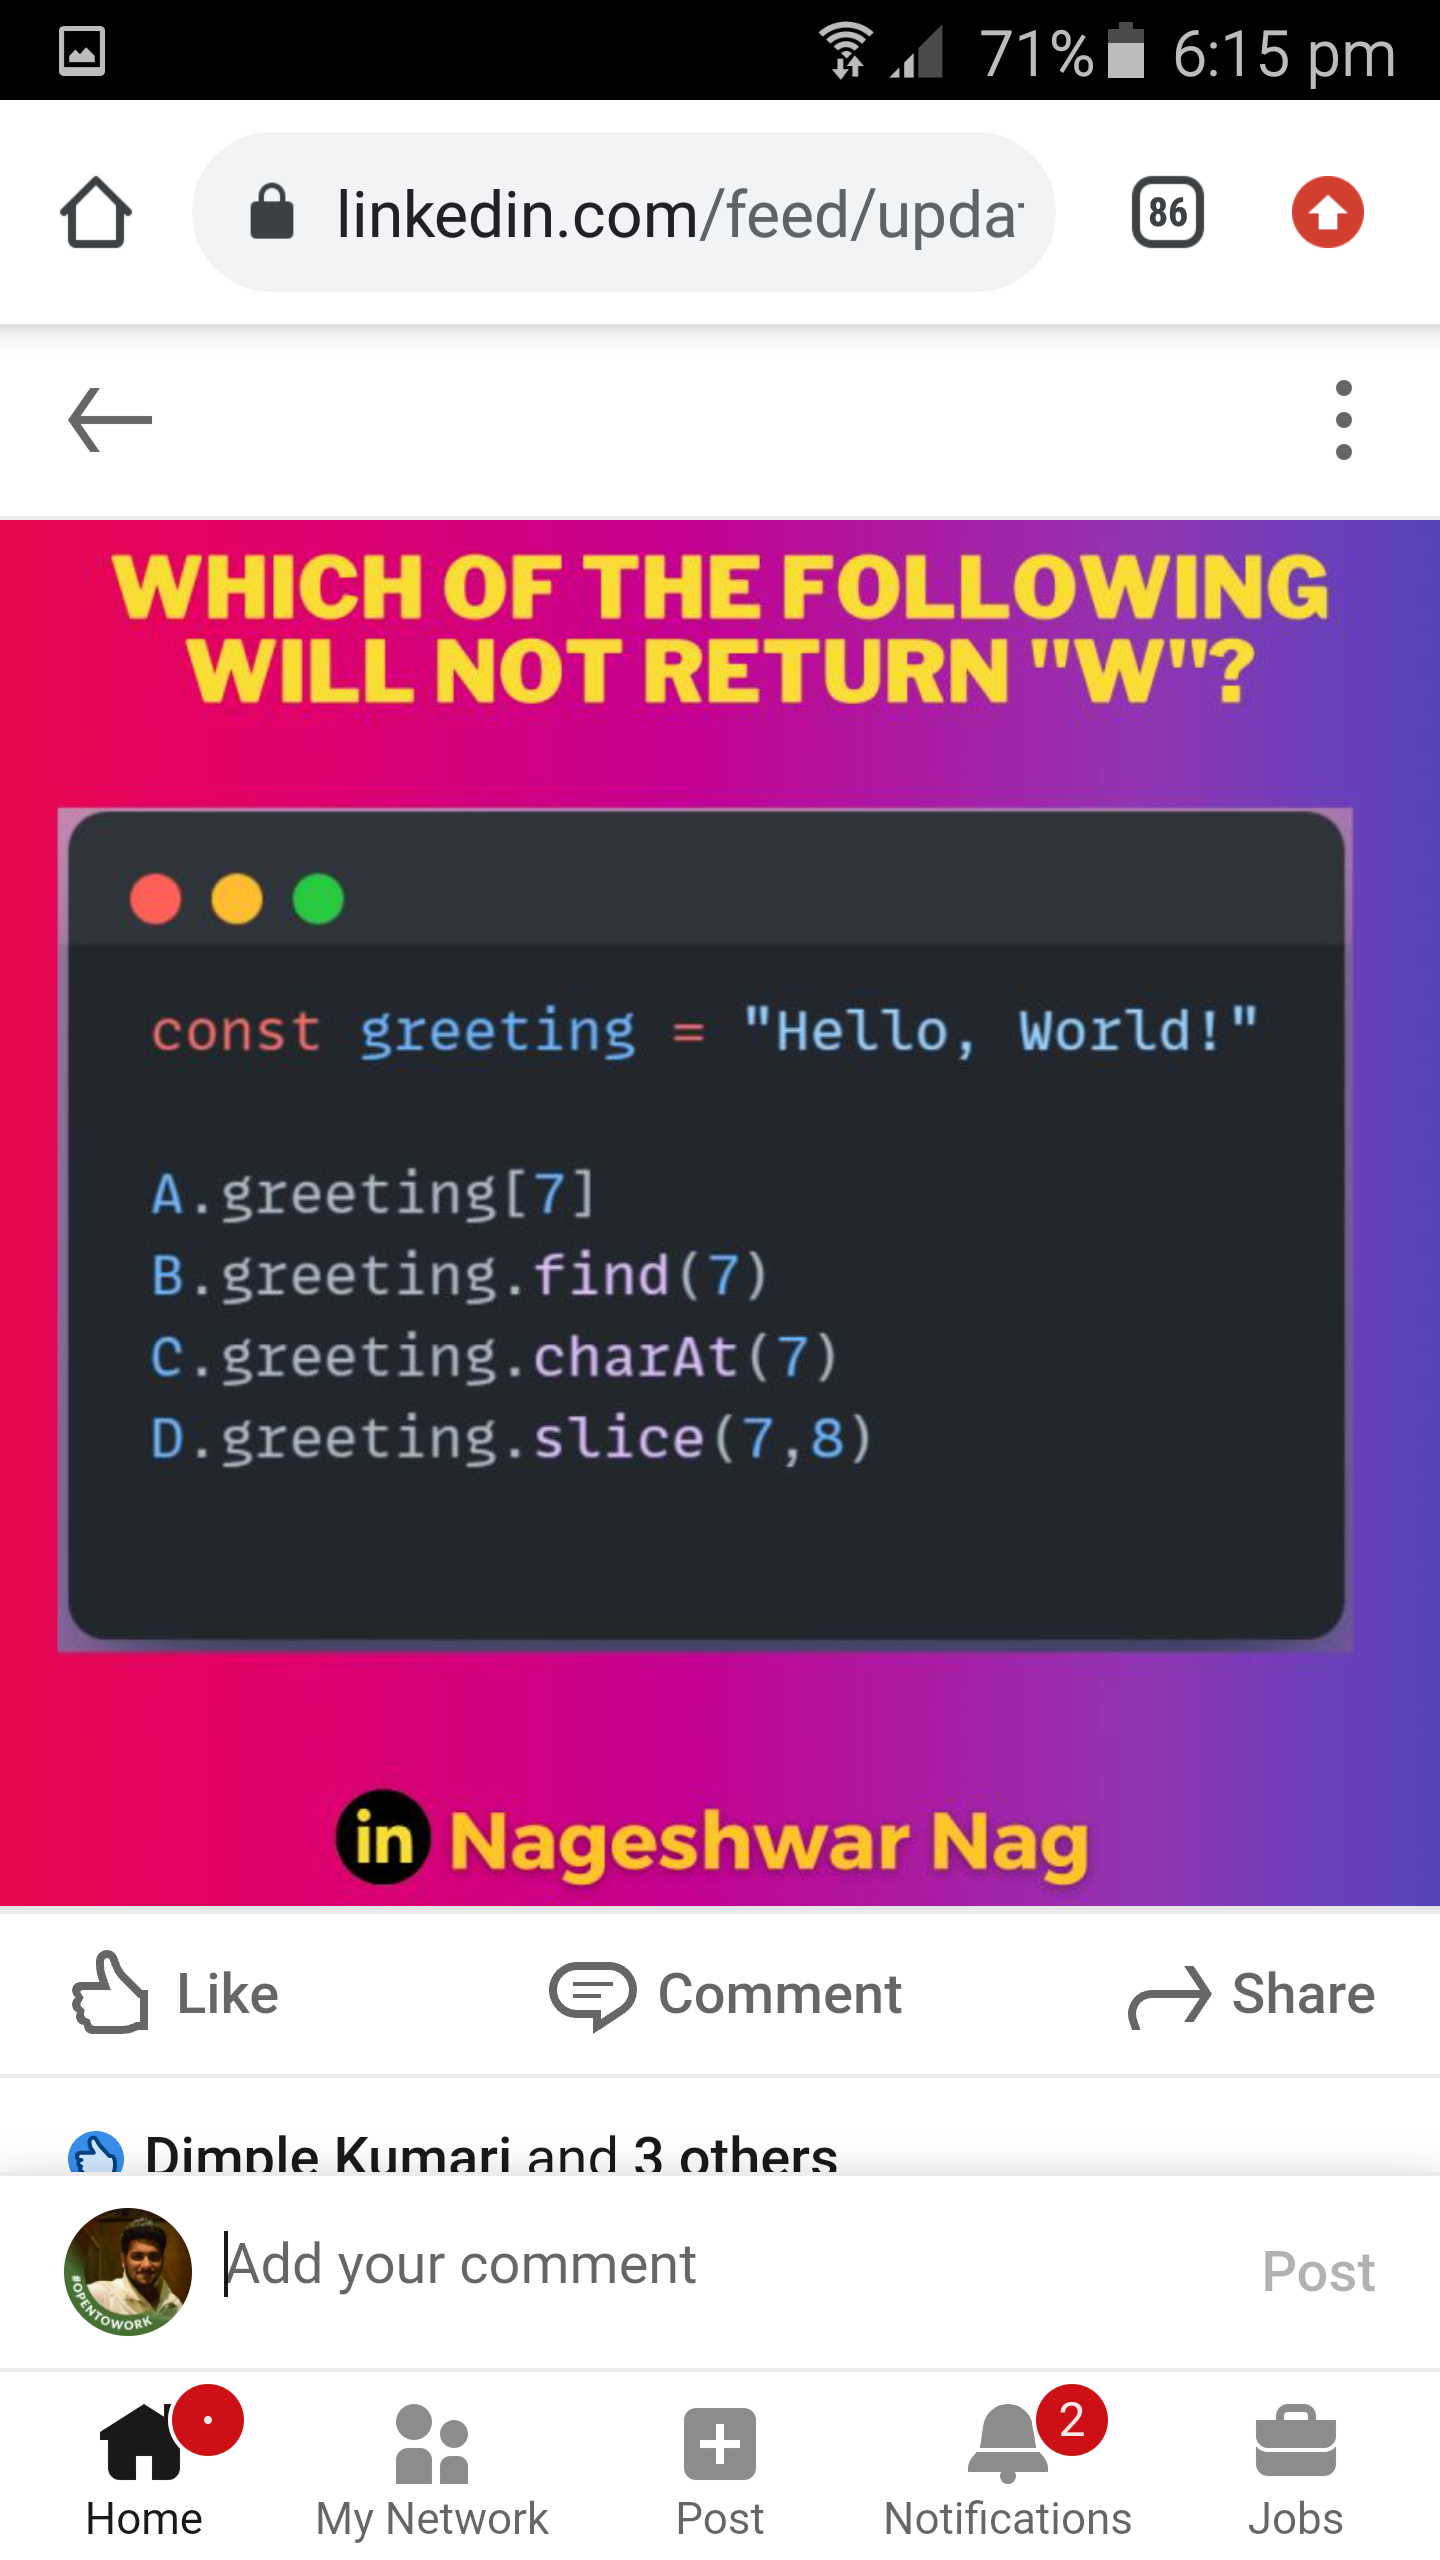 71% 6:15 pm
linkedin.com/feed/updat
86
WHICH OF THE FOLLOWING
WILL NOT RETURN "W"?
const greeting = "Hello, World!"
A.greeting[7]
B.greeting.find(7)
C.greeting.charAt(7)
D.greeting.slice(7,8)
in Nageshwar Nag
Like Comment Share
Dimple Kumari and 3 others
#OPENTOWORK
Add your comment Post
2
Home My Network Post Notifications Jobs